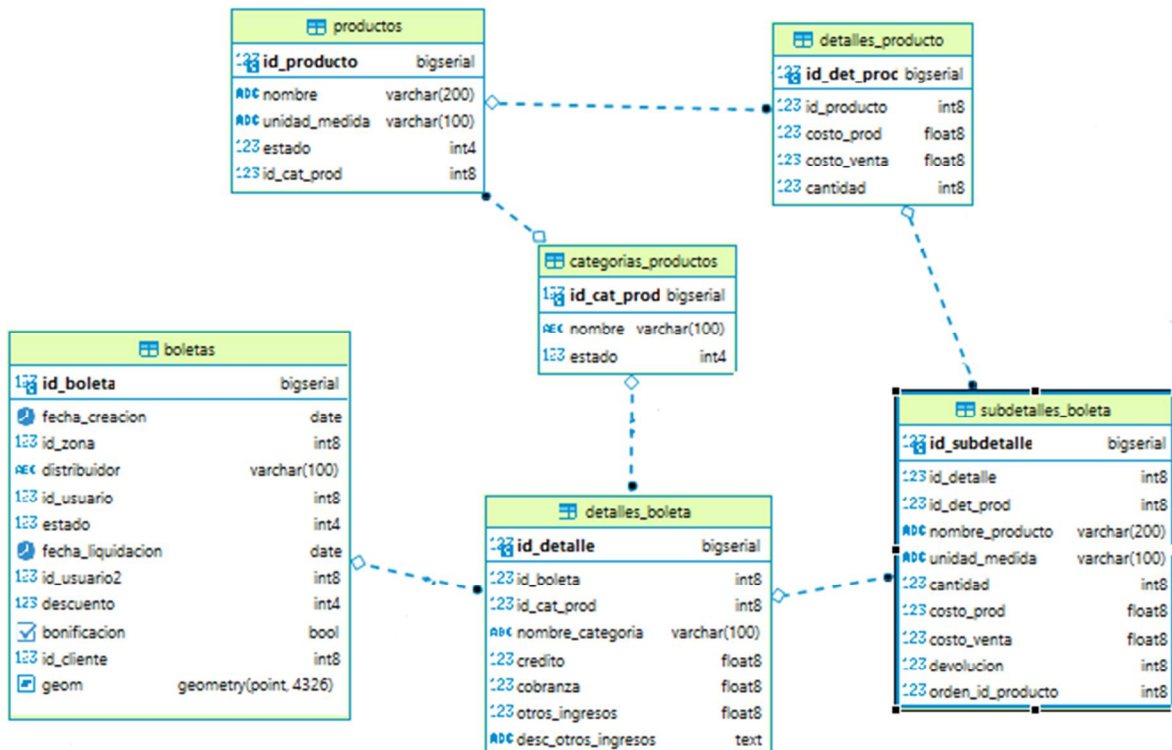 productos
id_producto bigserial
nombre varchar(200)
unidad_medida varchar(100)
estado int4
id_cat_prod int8
detalles_producto
id_det_proc bigserial
id_producto int8
costo_prod float8
costo_venta float8
cantidad int8
categorias_productos
id_cat_prod bigserial
nombre varchar(100)
estado int4
boletas
id_boleta bigserial
fecha_creacion date
id_zona int8
distribuidor varchar(100)
id_usuario int8
estado int4
fecha_liquidacion date
id_usuario2 int8
descuento int4
bonificacion bool
id_cliente int8
geom geometry(point, 4326)
detalles_boleta
id_detalle bigserial
id_boleta int8
id_cat_prod int8
nombre_categoria varchar(100)
credito float8
cobranza float8
otros_ingresos float8
desc_otros_ingresos text
subdetalles_boleta
id_subdetalle bigserial
id_detalle int8
id_det_prod int8
nombre_producto varchar(200)
unidad_medida varchar(100)
cantidad int8
costo_prod float8
costo_venta float8
devolucion int8
orden_id_producto int8